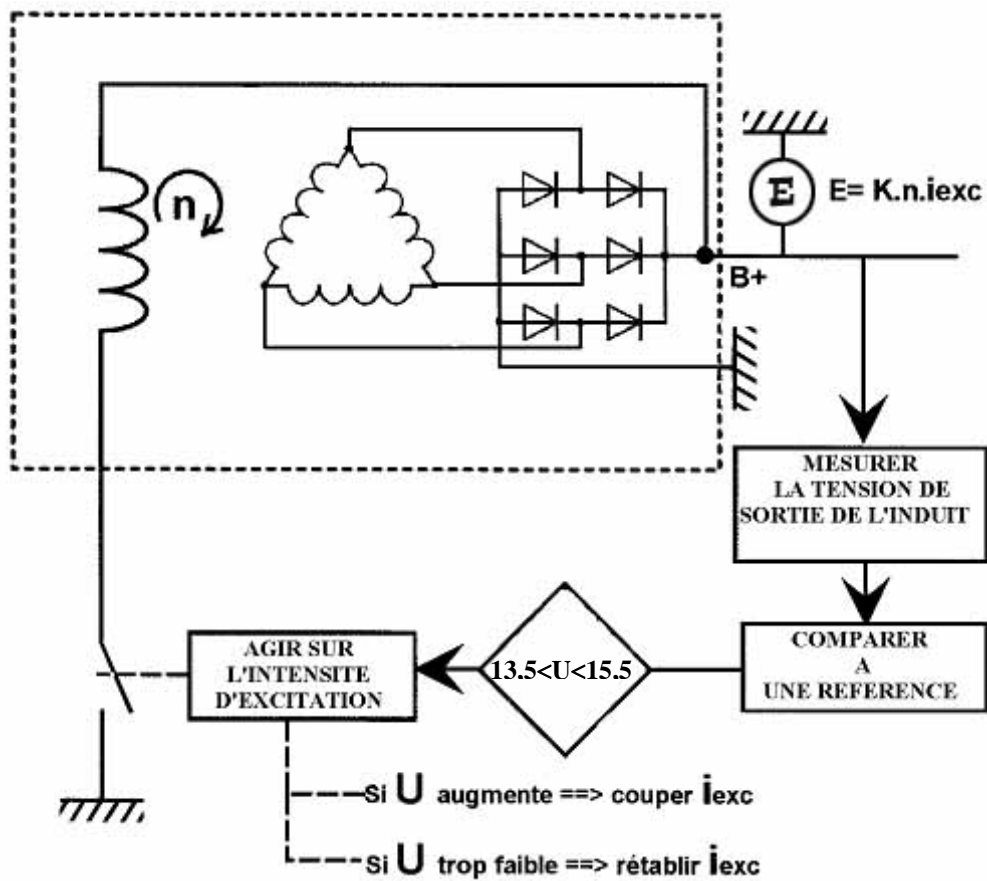 n
E
E= K.n.iexc
B+
MESURER
LA TENSION DE
SORTIE DE L'INDUIT
COMPARER
A
UNE REFERENCE
13.5<U<15.5
AGIR SUR
L'INTENSITE
D'EXCITATION
Si U augmente ==> couper iexc
Si U trop faible ==> rétablir iexc